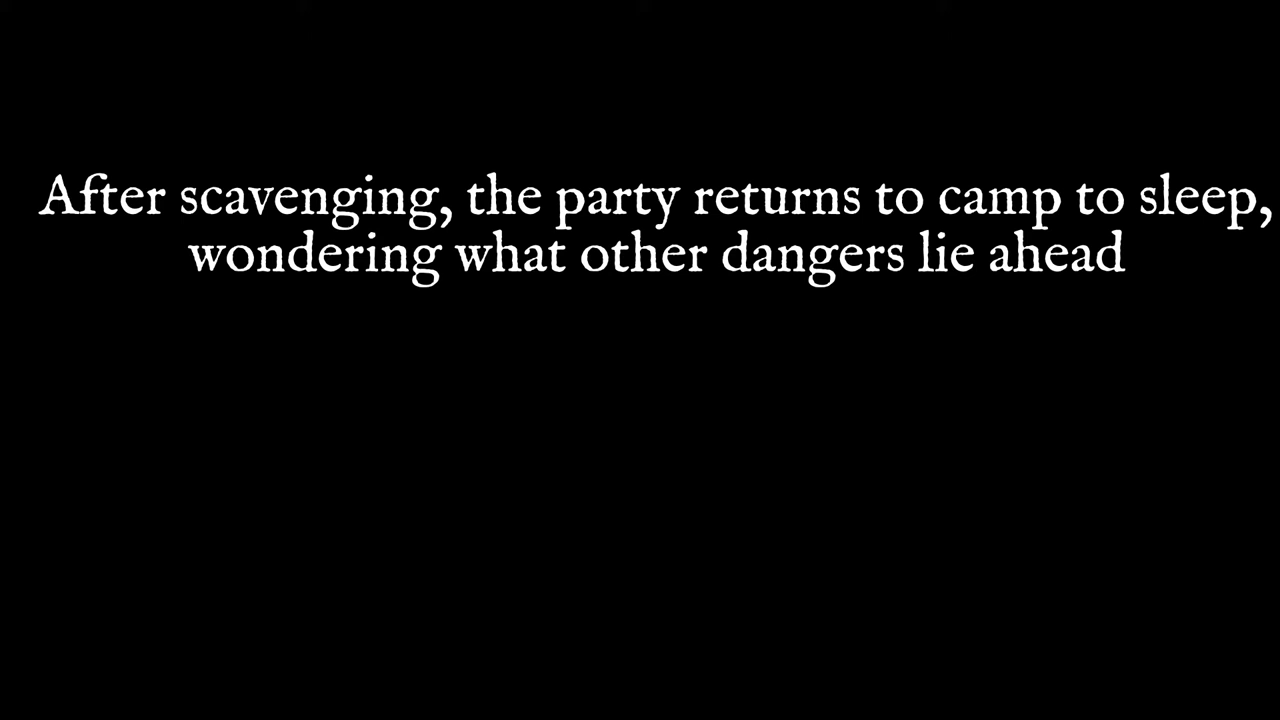 After scavenging, the party returns to camp to sleep,
wondering what other dangers lie ahead